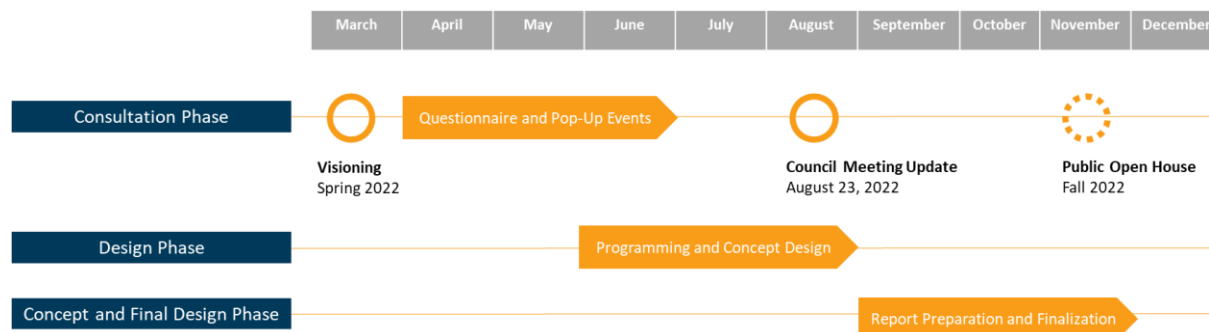 March April May June July August September October November December
Consultation Phase
Questionnaire and Pop-Up Events
Visioning
Spring 2022
Council Meeting Update
August 23, 2022
Public Open House
Fall 2022
Design Phase
Programming and Concept Design
Concept and Final Design Phase
Report Preparation and Finalization